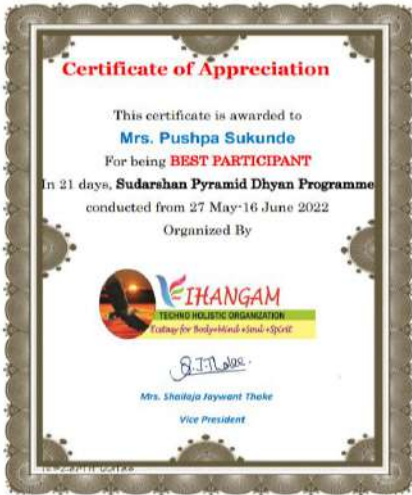 Certificate of Appreciation
This certificate is awarded to
Mrs. Pushpa Sukunde
For being BEST PARTICIPANT
In 21 days, Sudarshan Pyramid Dhyan Programme
conducted from 27 May-16 June 2022
Organized By
VIHANGAM
TECHNO HOLISTIC ORGANIZATION
Ecstasy for Body+Mind+Soul+Spirit
Mrs. Shailaja Jaywant Thoke
Vice President